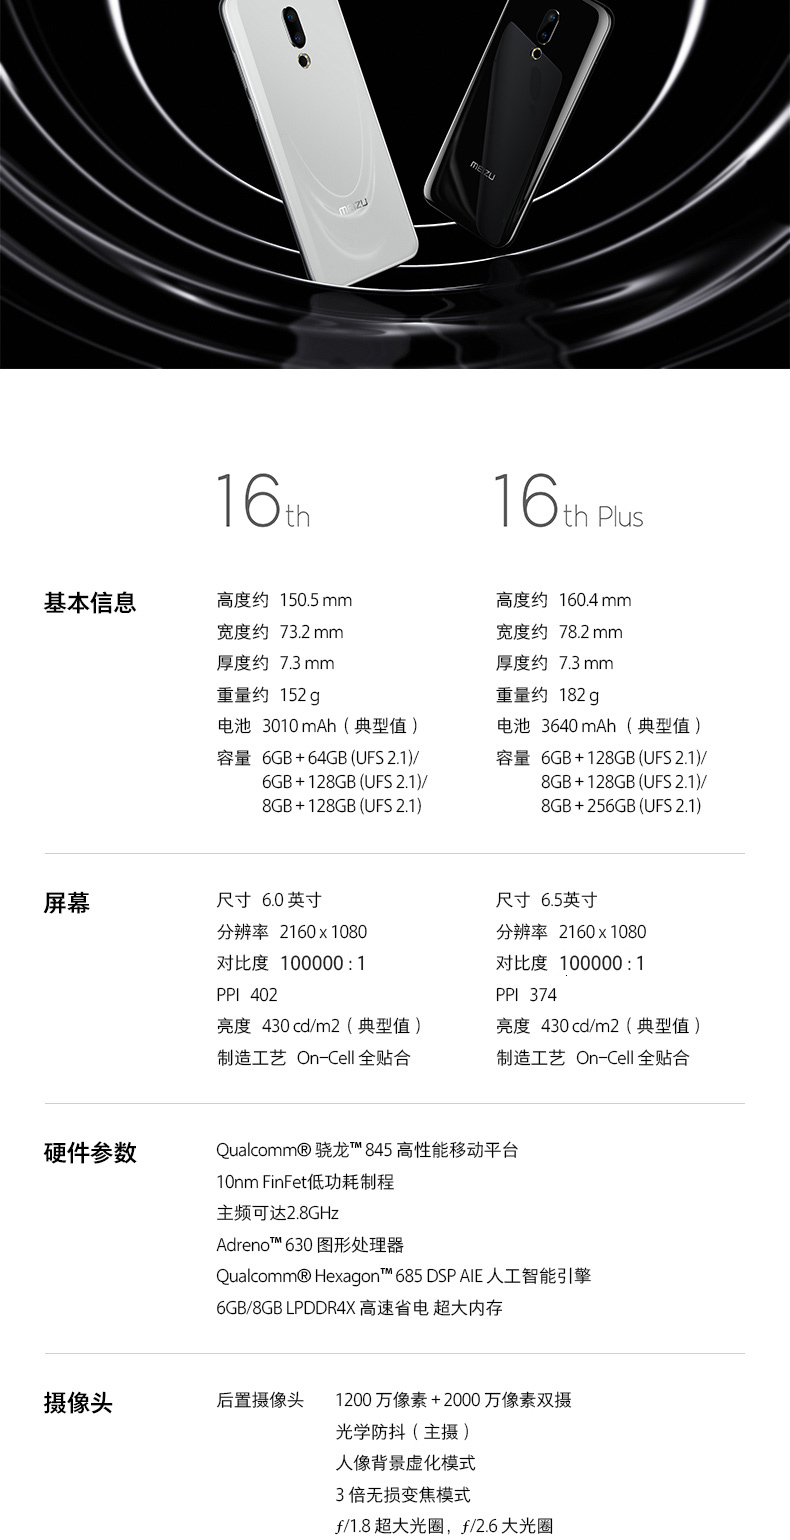 MEIZU
MEIZU
16th
16th Plus
基本信息
高度约 150.5 mm
宽度约 73.2 mm
厚度约 7.3 mm
重量约 152 g
电池 3010 mAh（典型值）
容量 6GB + 64GB (UFS 2.1)/
6GB + 128GB (UFS 2.1)/
8GB + 128GB (UFS 2.1)
高度约 160.4 mm
宽度约 78.2 mm
厚度约 7.3 mm
重量约 182 g
电池 3640 mAh（典型值）
容量 6GB + 128GB (UFS 2.1)/
8GB + 128GB (UFS 2.1)/
8GB + 256GB (UFS 2.1)
屏幕
尺寸 6.0 英寸
分辨率 2160 x 1080
对比度 100000 : 1
PPI 402
亮度 430 cd/m2（典型值）
制造工艺 On-Cell 全贴合
尺寸 6.5英寸
分辨率 2160 x 1080
对比度 100000 : 1
PPI 374
亮度 430 cd/m2（典型值）
制造工艺 On-Cell 全贴合
硬件参数
Qualcomm® 骁龙™ 845 高性能移动平台
10nm FinFet低功耗制程
主频可达2.8GHz
Adreno™ 630 图形处理器
Qualcomm® Hexagon™ 685 DSP AIE 人工智能引擎
6GB/8GB LPDDR4X 高速省电 超大内存
摄像头
后置摄像头 1200 万像素 + 2000 万像素双摄
光学防抖（主摄）
人像背景虚化模式
3 倍无损变焦模式
ƒ/1.8 超大光圈，ƒ/2.6 大光圈